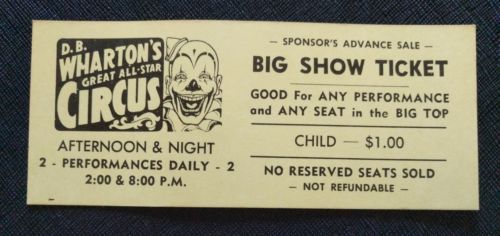 D. B.
WHARTON'S
GREAT ALL-STAR
CIRCUS
AFTERNOON & NIGHT
2 - PERFORMANCES DAILY - 2
2:00 & 8:00 P.M.
— SPONSOR'S ADVANCE SALE —
BIG SHOW TICKET
GOOD For ANY PERFORMANCE
and ANY SEAT in the BIG TOP
CHILD — $1.00
NO RESERVED SEATS SOLD
— NOT REFUNDABLE —